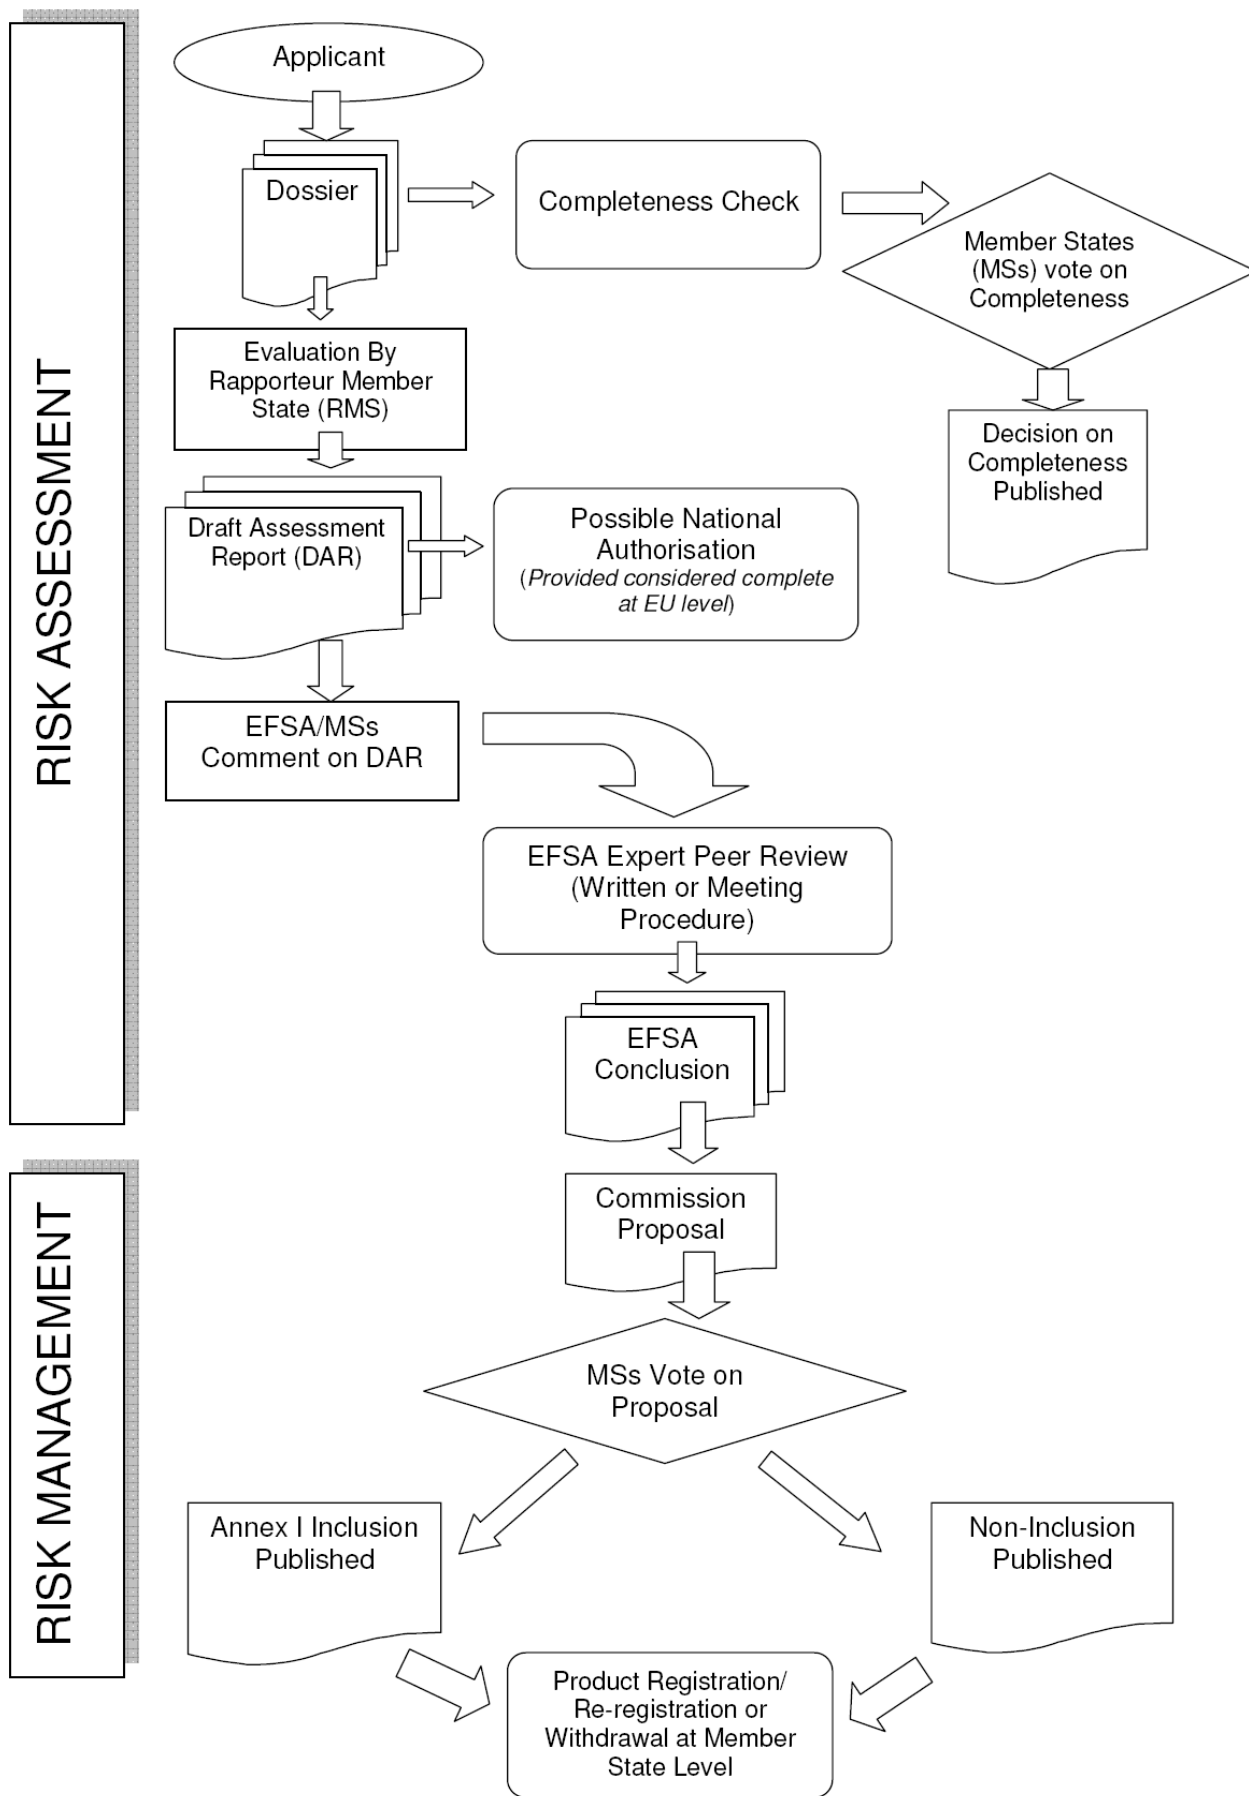 RISK ASSESSMENT
Applicant
Dossier
Completeness Check
Member States
(MSs) vote on
Completeness
Evaluation By
Rapporteur Member
State (RMS)
Decision on
Completeness
Published
Draft Assessment
Report (DAR)
Possible National
Authorisation
(Provided considered complete
at EU level)
EFSA/MSs
Comment on DAR
EFSA Expert Peer Review
(Written or Meeting
Procedure)
EFSA
Conclusion
RISK MANAGEMENT
Commission
Proposal
MSs Vote on
Proposal
Annex I Inclusion
Published
Non-Inclusion
Published
Product Registration/
Re-registration or
Withdrawal at Member
State Level